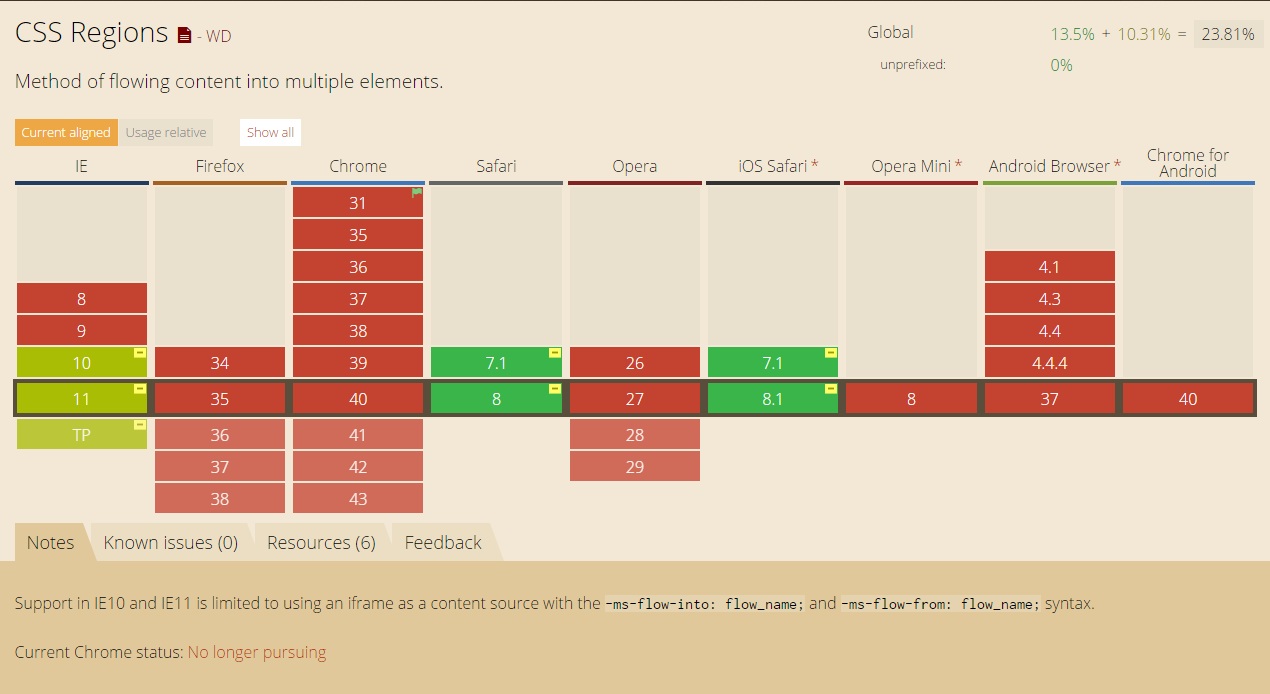 CSS Regions - WD
Global 13.5% + 10.31% = 23.81%
unprefixed: 0%
Method of flowing content into multiple elements.
Current aligned Usage relative Show all
IE Firefox Chrome Safari Opera iOS Safari * Opera Mini * Android Browser * Chrome for Android
31
35
36 4.1
8 37 4.3
9 38 4.4
10 34 39 7.1 26 7.1 4.4.4
11 35 40 8 27 8.1 8 37 40
TP 36 41 28
37 42 29
38 43
Notes Known issues (0) Resources (6) Feedback
Support in IE10 and IE11 is limited to using an iframe as a content source with the -ms-flow-into: flow_name; and -ms-flow-from: flow_name; syntax.
Current Chrome status: No longer pursuing